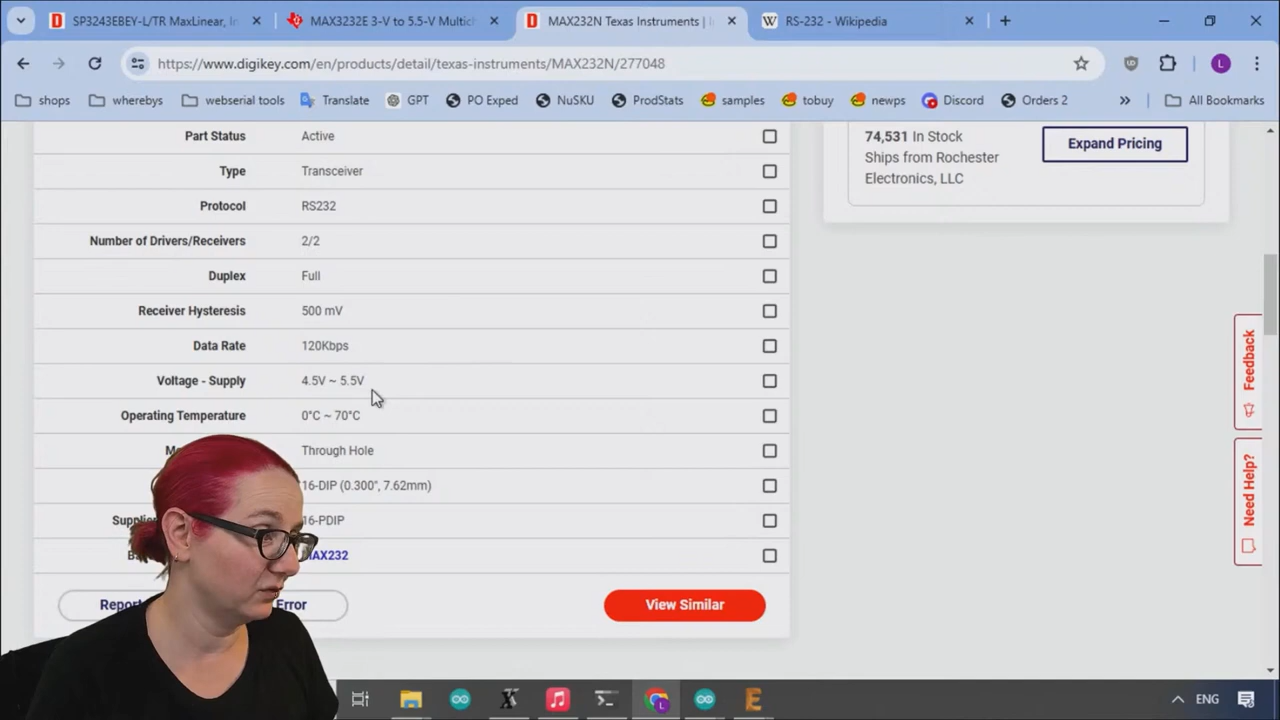 SP3243EBEY-L/TR MaxLinear, In
MAX3232E 3-V to 5.5-V Multich
MAX232N Texas Instruments | I
RS-232 - Wikipedia
https://www.digikey.com/en/products/detail/texas-instruments/MAX232N/277048
shops
wherebys
webserial tools
Translate
GPT
PO Exped
NuSKU
ProdStats
samples
tobuy
newps
Discord
Orders 2
All Bookmarks
Part Status Active
Type Transceiver
Protocol RS232
Number of Drivers/Receivers 2/2
Duplex Full
Receiver Hysteresis 500 mV
Data Rate 120Kbps
Voltage - Supply 4.5V ~ 5.5V
Operating Temperature 0°C ~ 70°C
Through Hole
16-DIP (0.300", 7.62mm)
16-PDIP
MAX232
Error
View Similar
74,531 In Stock
Ships from Rochester
Electronics, LLC
Expand Pricing
Feedback
Need Help?
ENG